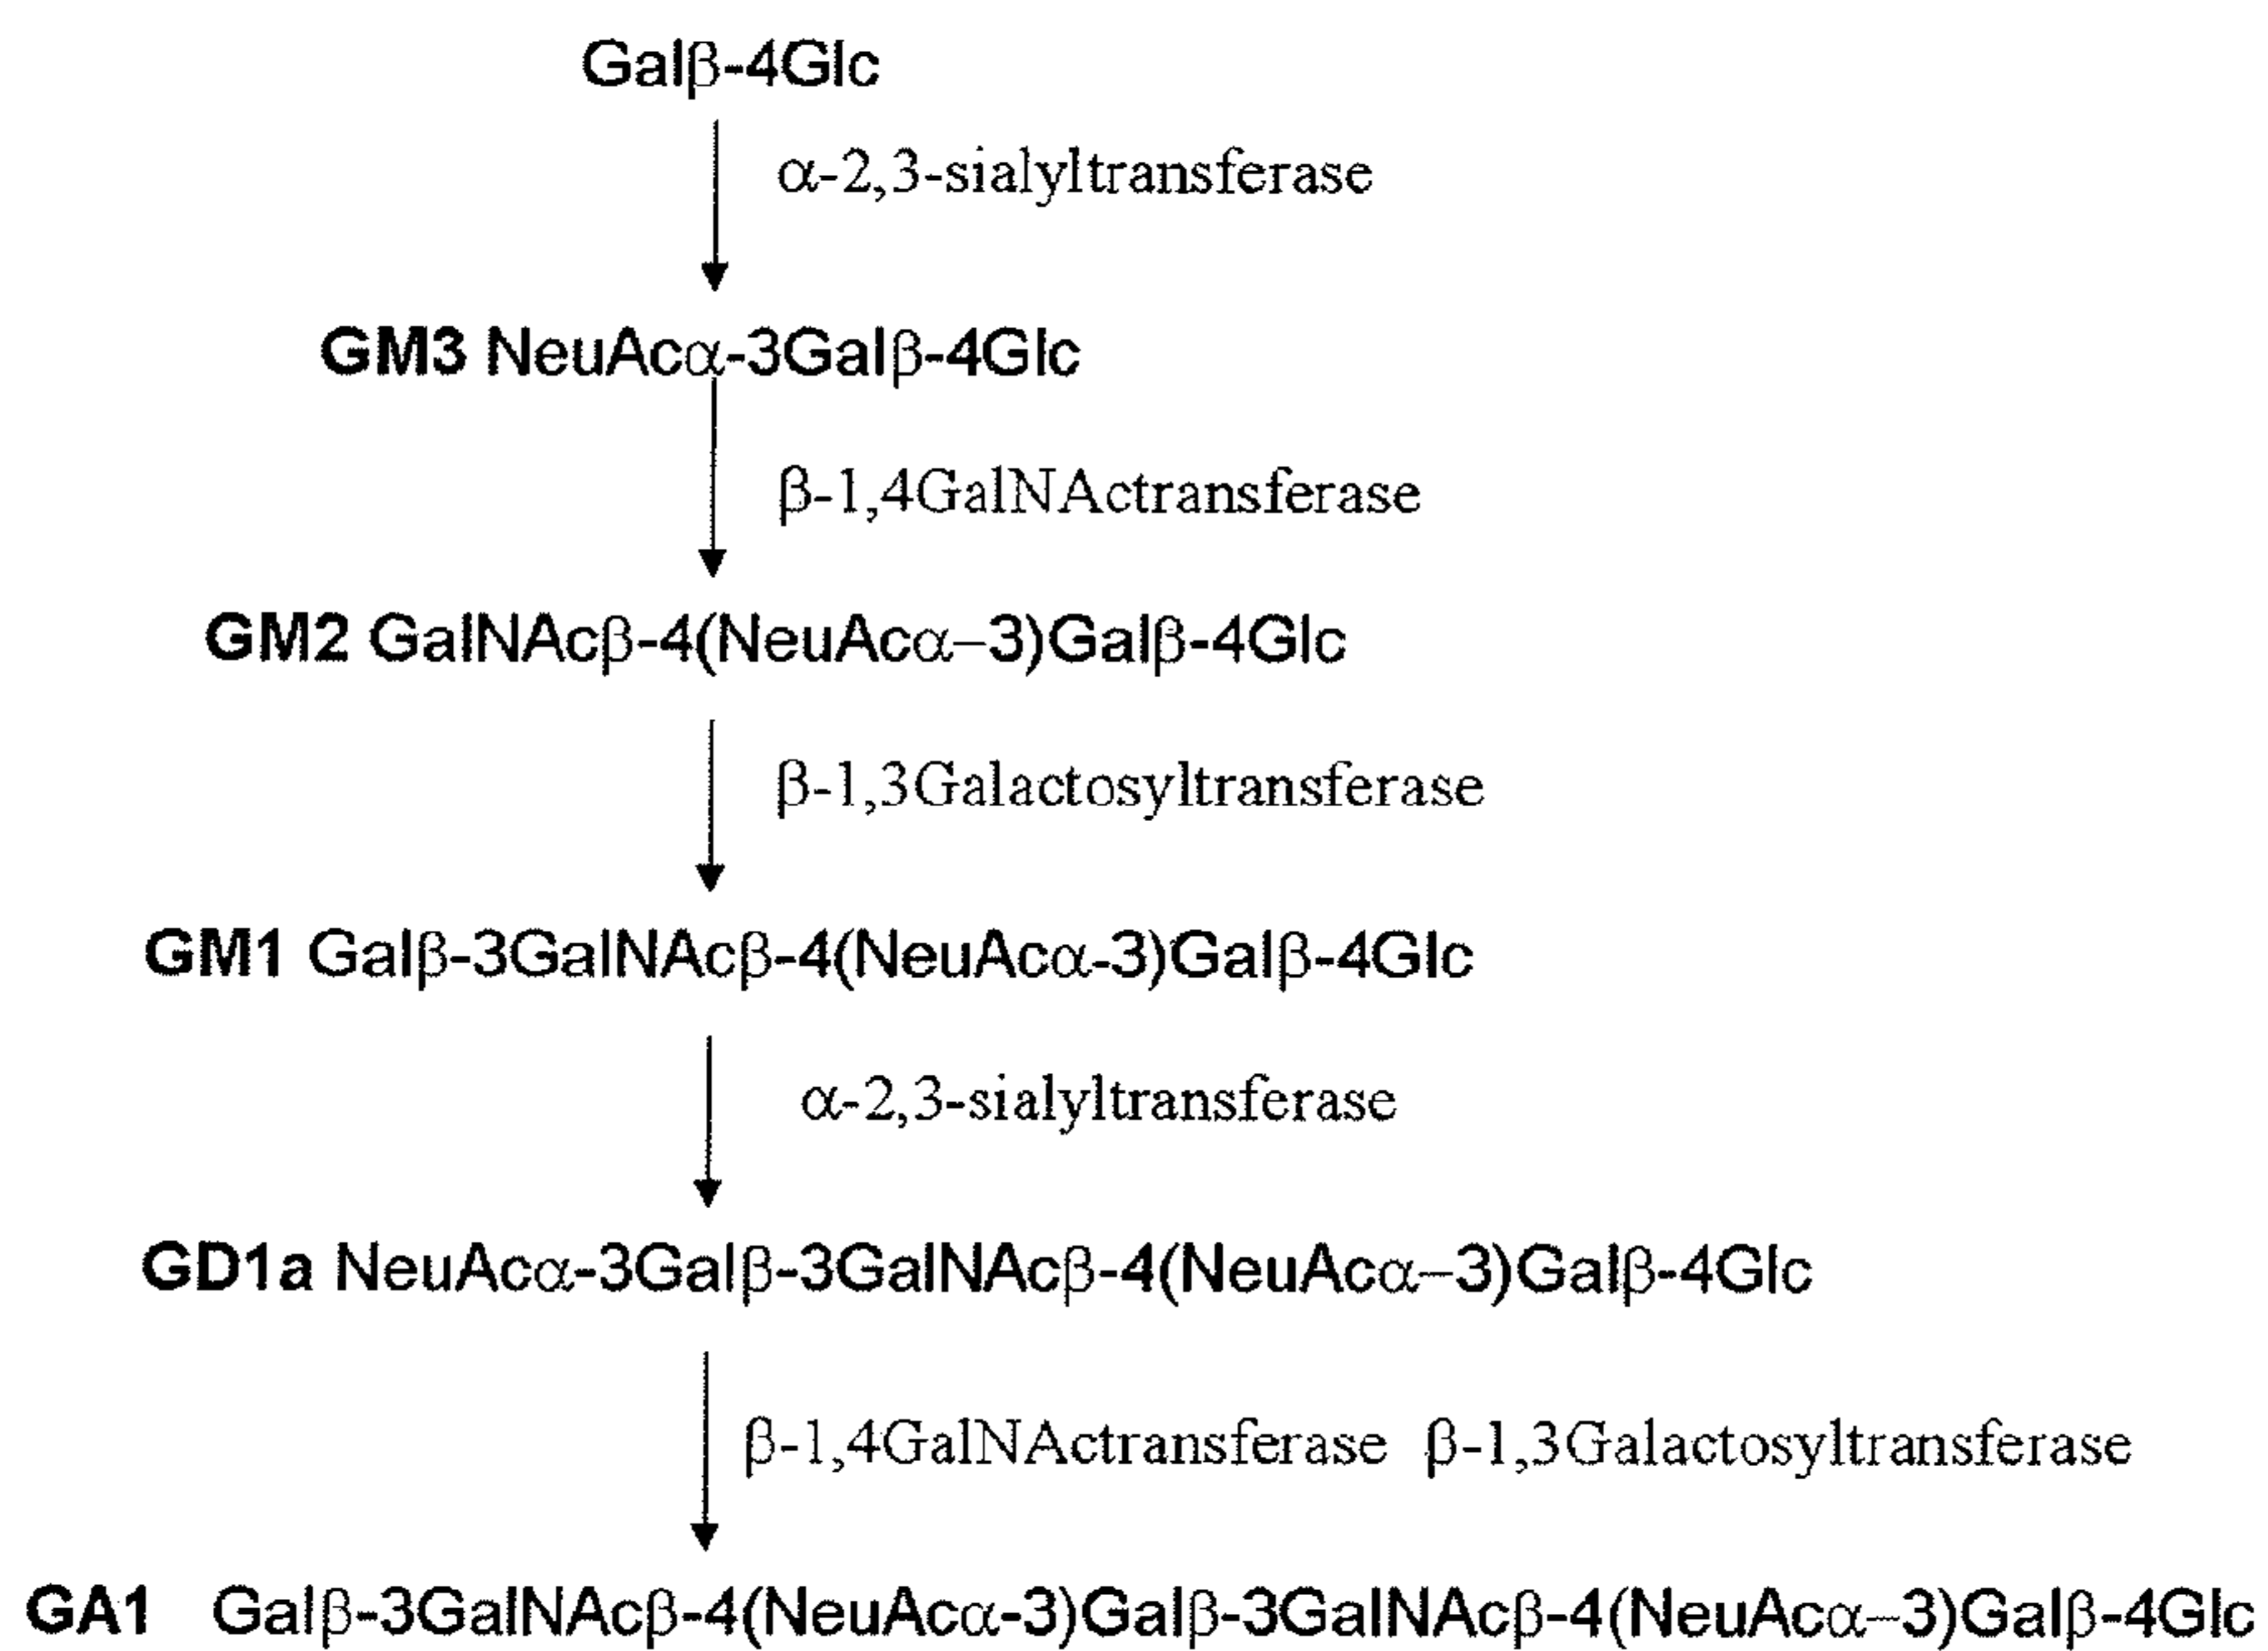 Galβ-4Glc
α-2,3-sialyltransferase
GM3 NeuAcα-3Galβ-4Glc
β-1,4GalNActransferase
GM2 GalNAcβ-4(NeuAcα–3)Galβ-4Glc
β-1,3Galactosyltransferase
GM1 Galβ-3GalNAcβ-4(NeuAcα-3)Galβ-4Glc
α-2,3-sialyltransferase
GD1a NeuAcα-3Galβ-3GalNAcβ-4(NeuAcα–3)Galβ-4Glc
β-1,4GalNActransferase β-1,3Galactosyltransferase
GA1 Galβ-3GalNAcβ-4(NeuAcα-3)Galβ-3GalNAcβ-4(NeuAcα–3)Galβ-4Glc